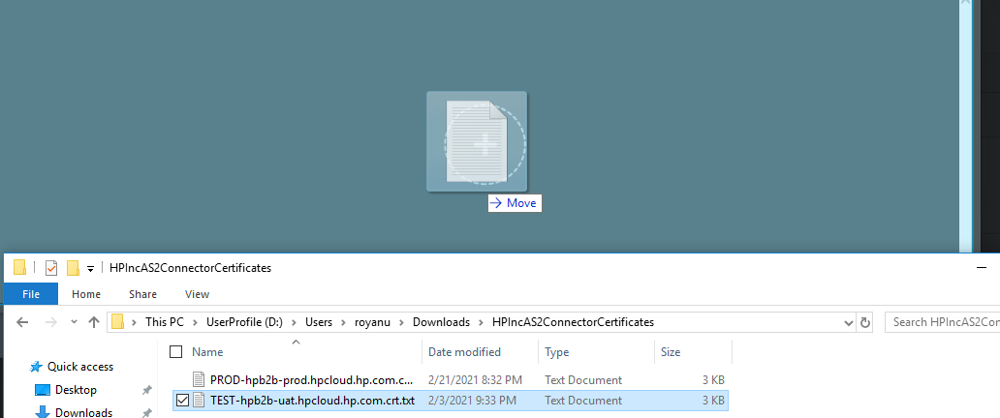 Move
HPIncAS2ConnectorCertificates
File Home Share View
This PC UserProfile (D:) Users royanu Downloads HPIncAS2ConnectorCertificates Search HPIncAS2Con
Quick access
Desktop
Downloads
Name Date modified Type Size
PROD-hpb2b-prod.hpcloud.hp.com.c... 2/21/2021 8:32 PM Text Document 3 KB
TEST-hpb2b-uat.hpcloud.hp.com.crt.txt 2/3/2021 9:33 PM Text Document 3 KB